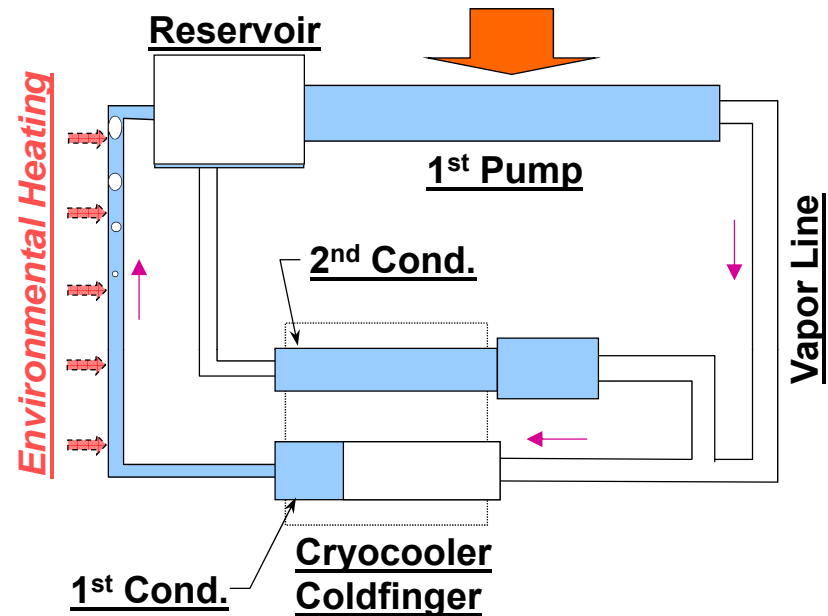 Reservoir
Environmental Heating
1st Pump
Vapor Line
2nd Cond.
1st Cond.
Cryocooler
Coldfinger